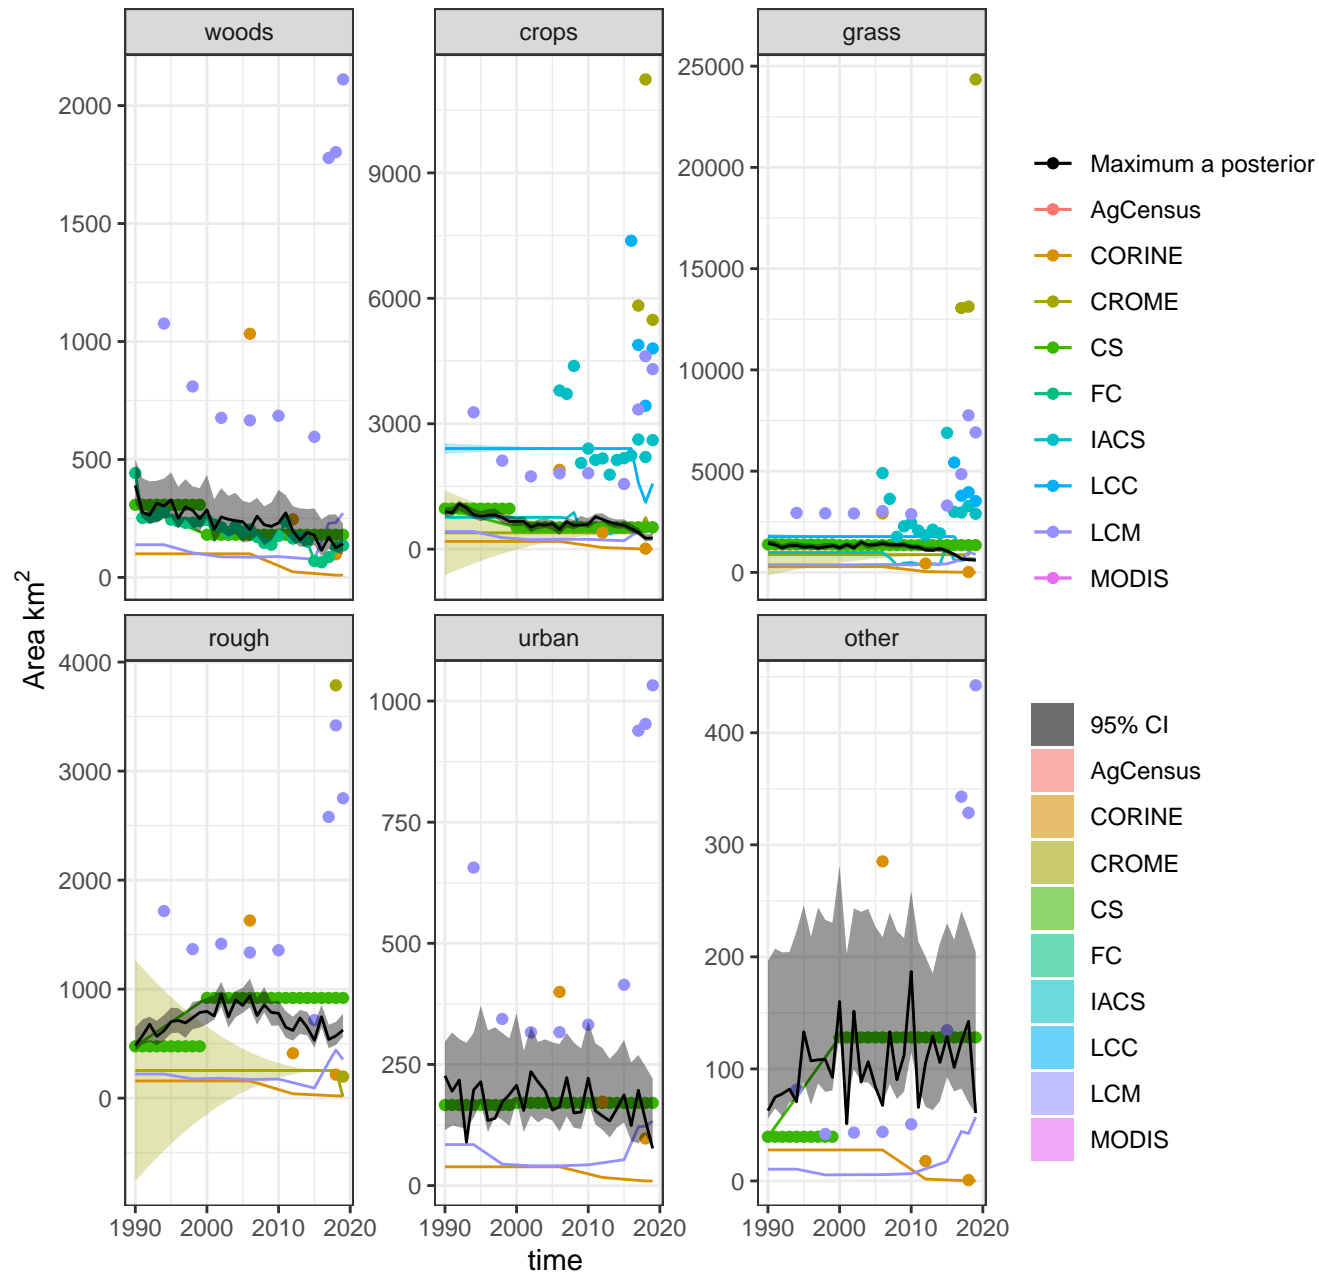 woods
crops
grass
2000
1500
1000
500
0
9000
6000
3000
0
25000
20000
15000
10000
5000
0
rough
urban
other
4000
3000
2000
1000
0
1000
750
500
250
0
400
300
200
100
0
1990 2000 2010 2020
1990 2000 2010 2020
1990 2000 2010 2020
time
Area km²
Maximum a posterior
AgCensus
CORINE
CROME
CS
FC
IACS
LCC
LCM
MODIS
95% CI
AgCensus
CORINE
CROME
CS
FC
IACS
LCC
LCM
MODIS